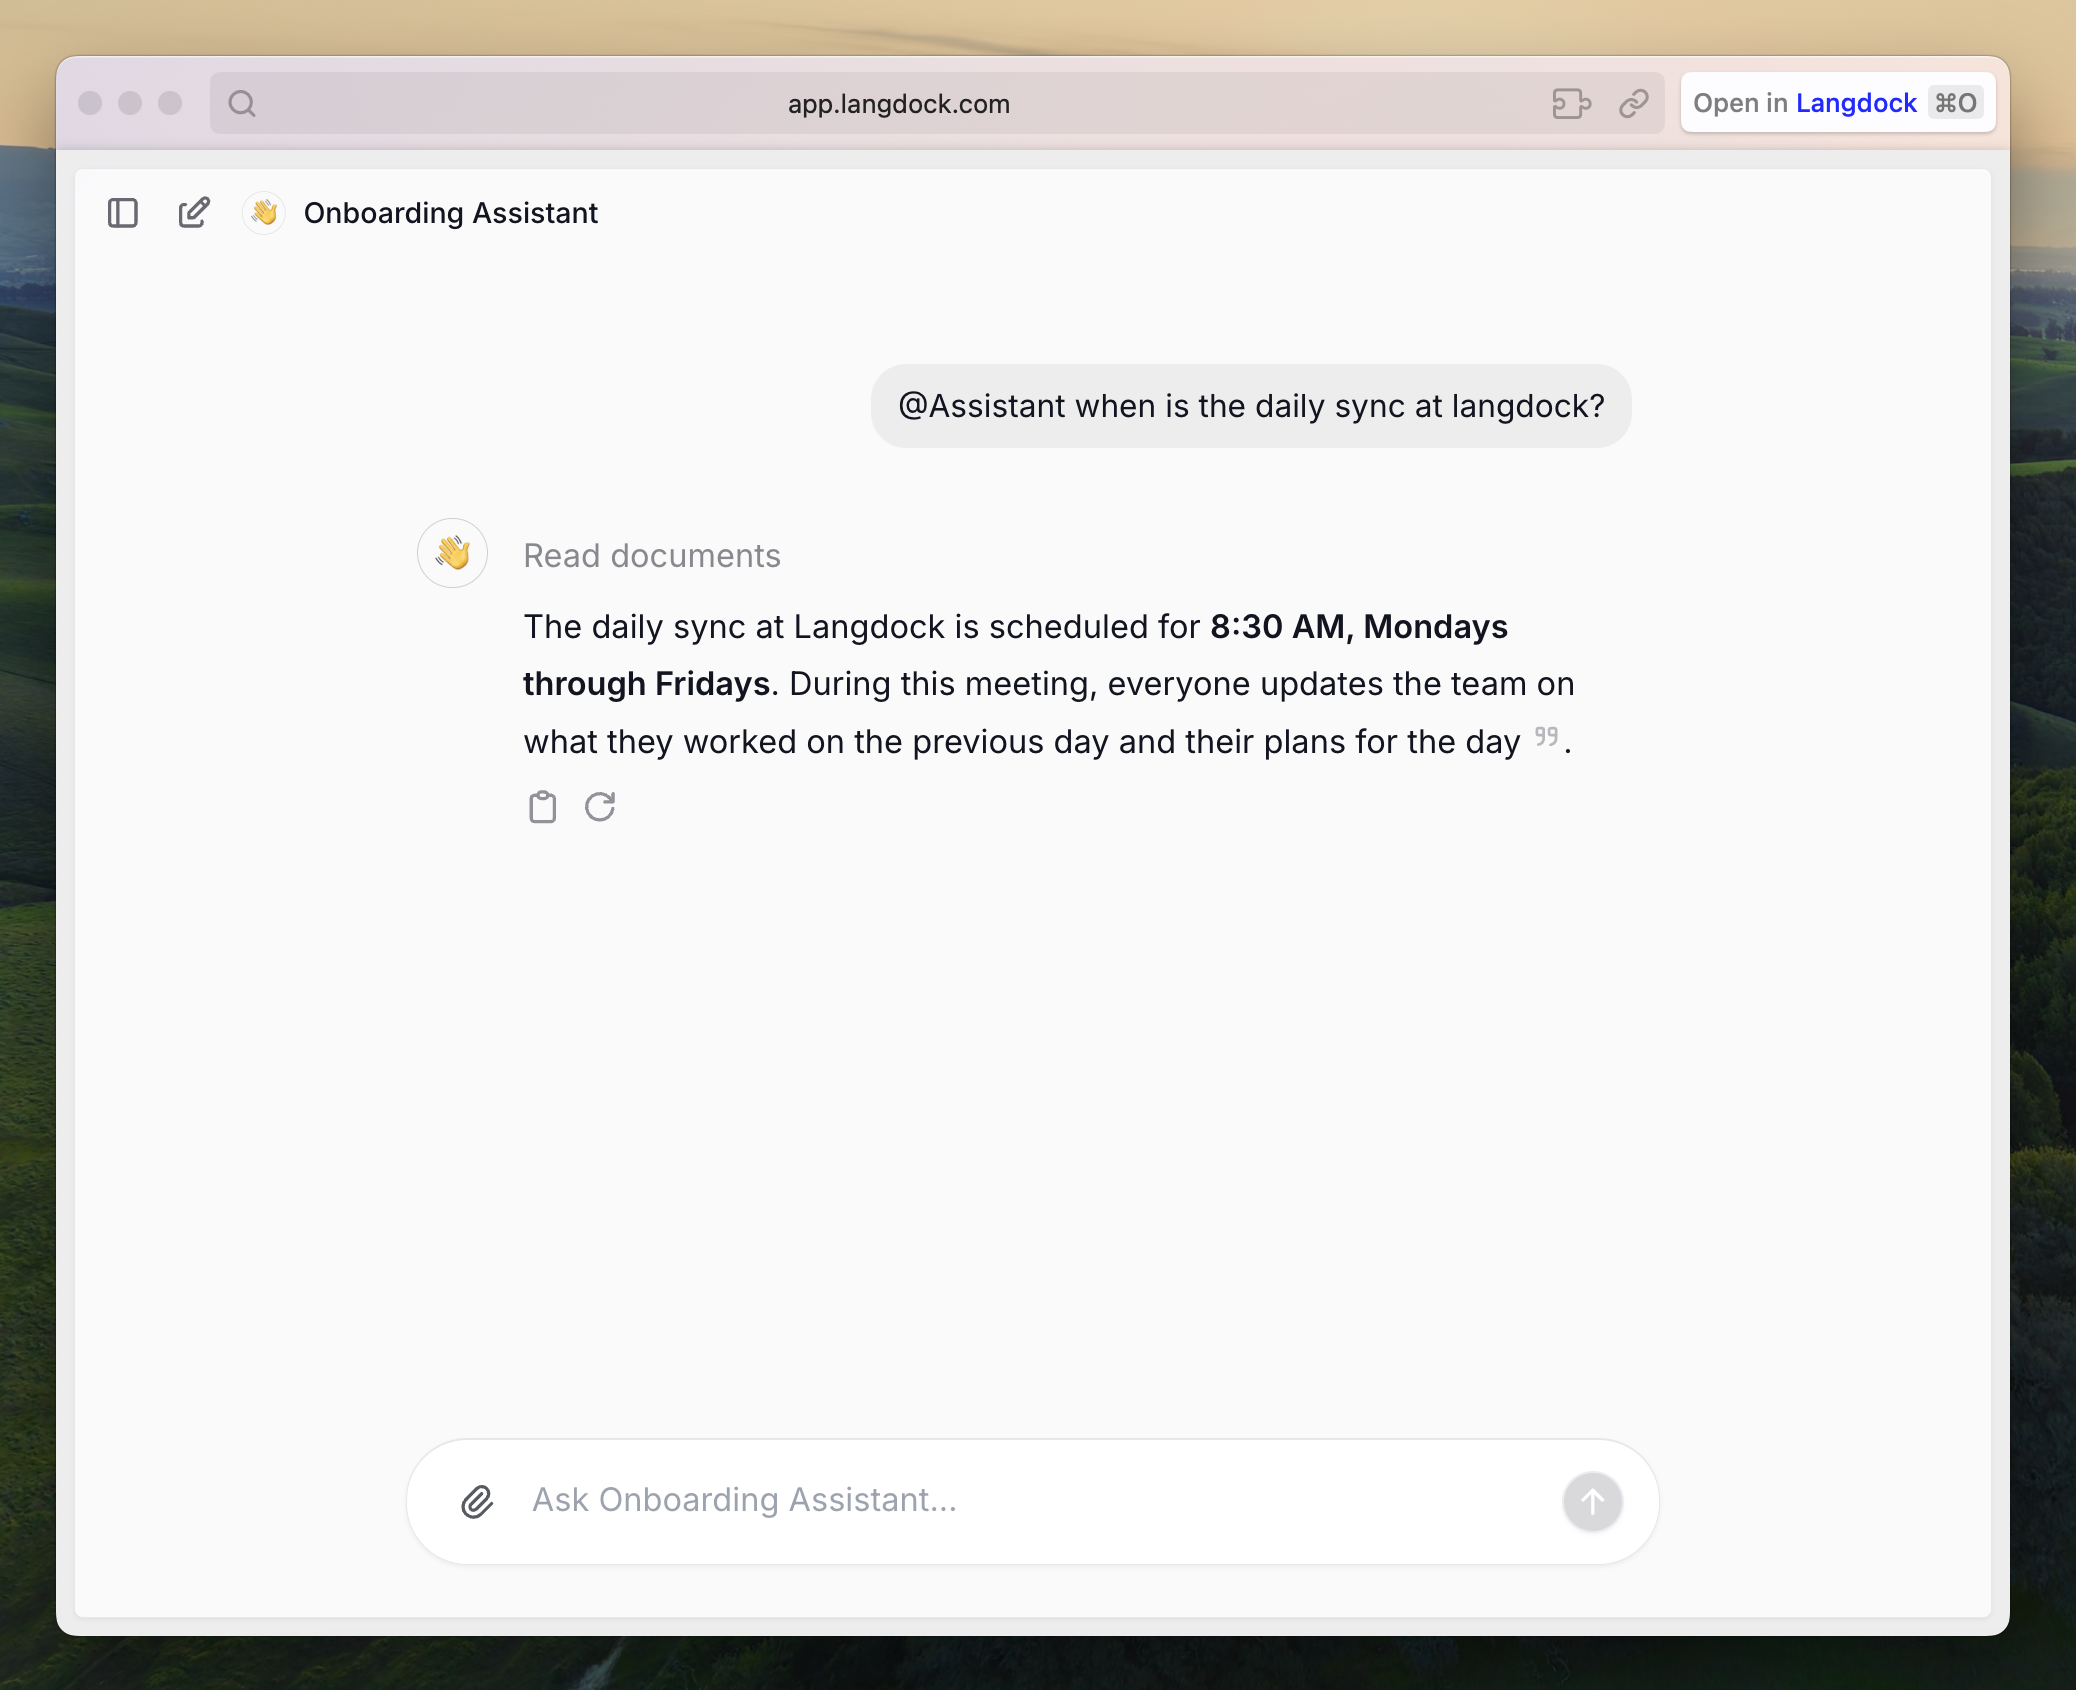 app.langdock.com
Open in Langdock ⌘O
Onboarding Assistant
@Assistant when is the daily sync at langdock?
Read documents
The daily sync at Langdock is scheduled for 8:30 AM, Mondays
through Fridays. During this meeting, everyone updates the team on
what they worked on the previous day and their plans for the day ” .
Ask Onboarding Assistant...